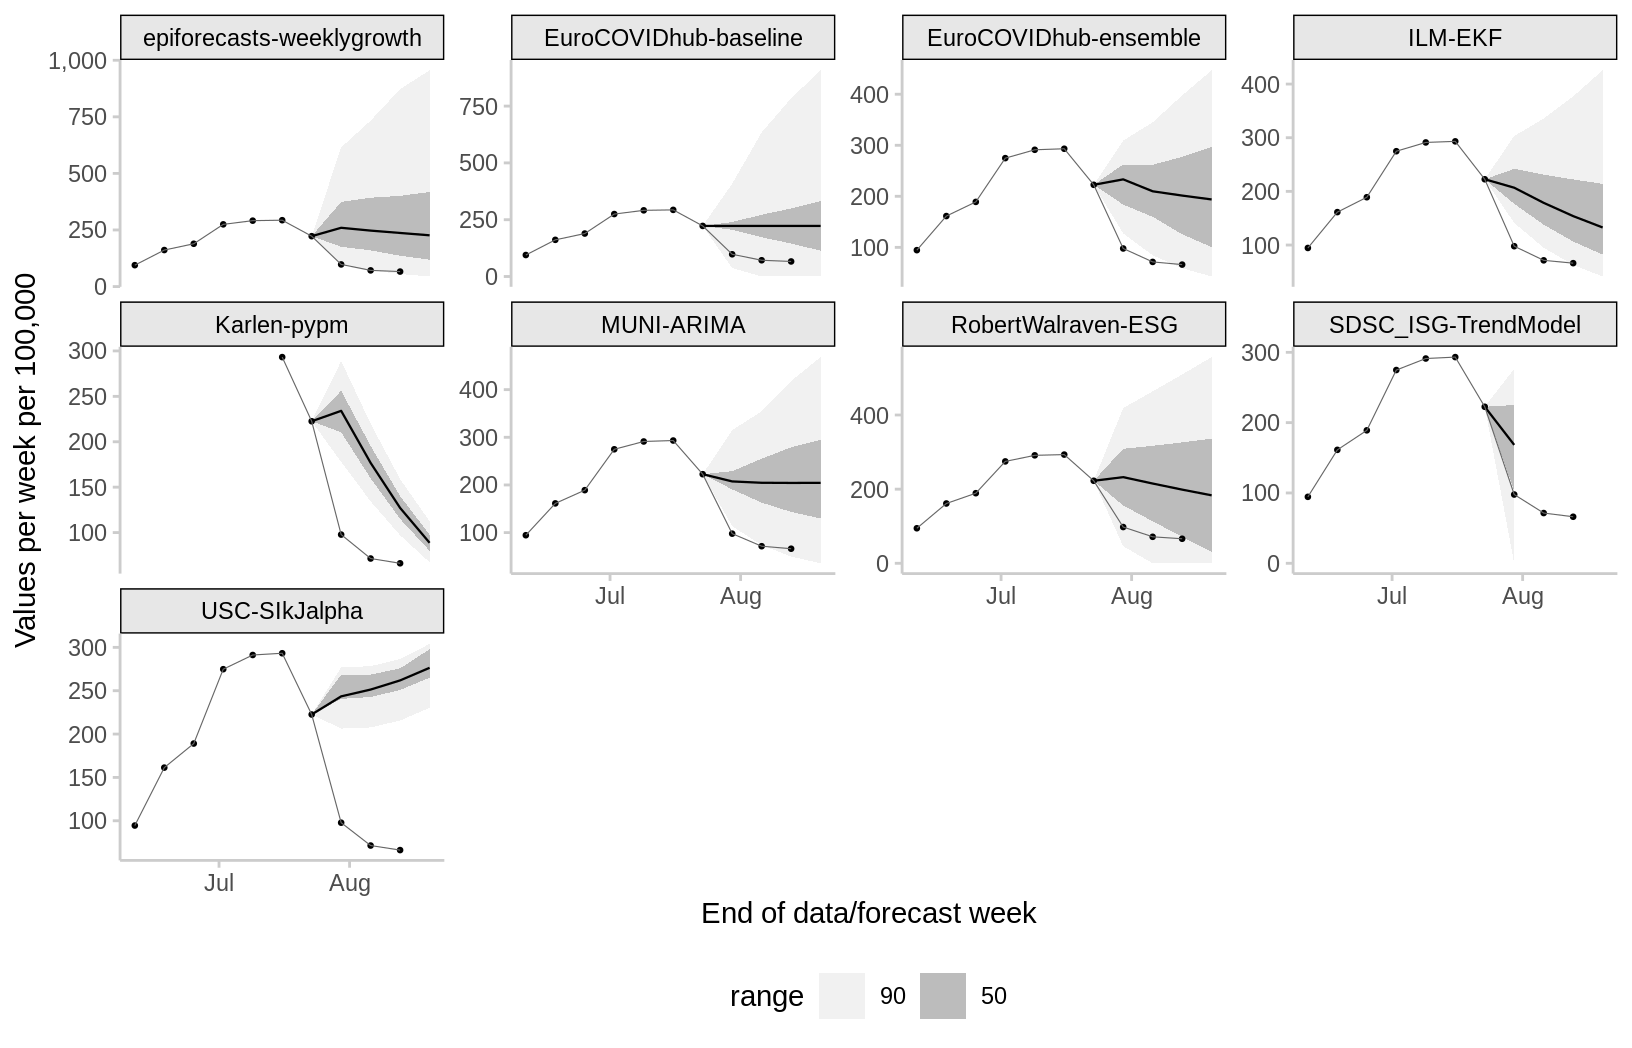 epiforecasts-weeklygrowth
EuroCOVIDhub-baseline
EuroCOVIDhub-ensemble
ILM-EKF
1,000
750
500
250
0
750
500
250
0
400
300
200
100
400
300
200
100
Values per week per 100,000
Karlen-pypm
MUNI-ARIMA
RobertWalraven-ESG
SDSC_ISG-TrendModel
300
250
200
150
100
400
300
200
100
400
200
0
300
200
100
0
Jul Aug
Jul Aug
Jul Aug
USC-SIkJalpha
300
250
200
150
100
Jul Aug
End of data/forecast week
range 90 50